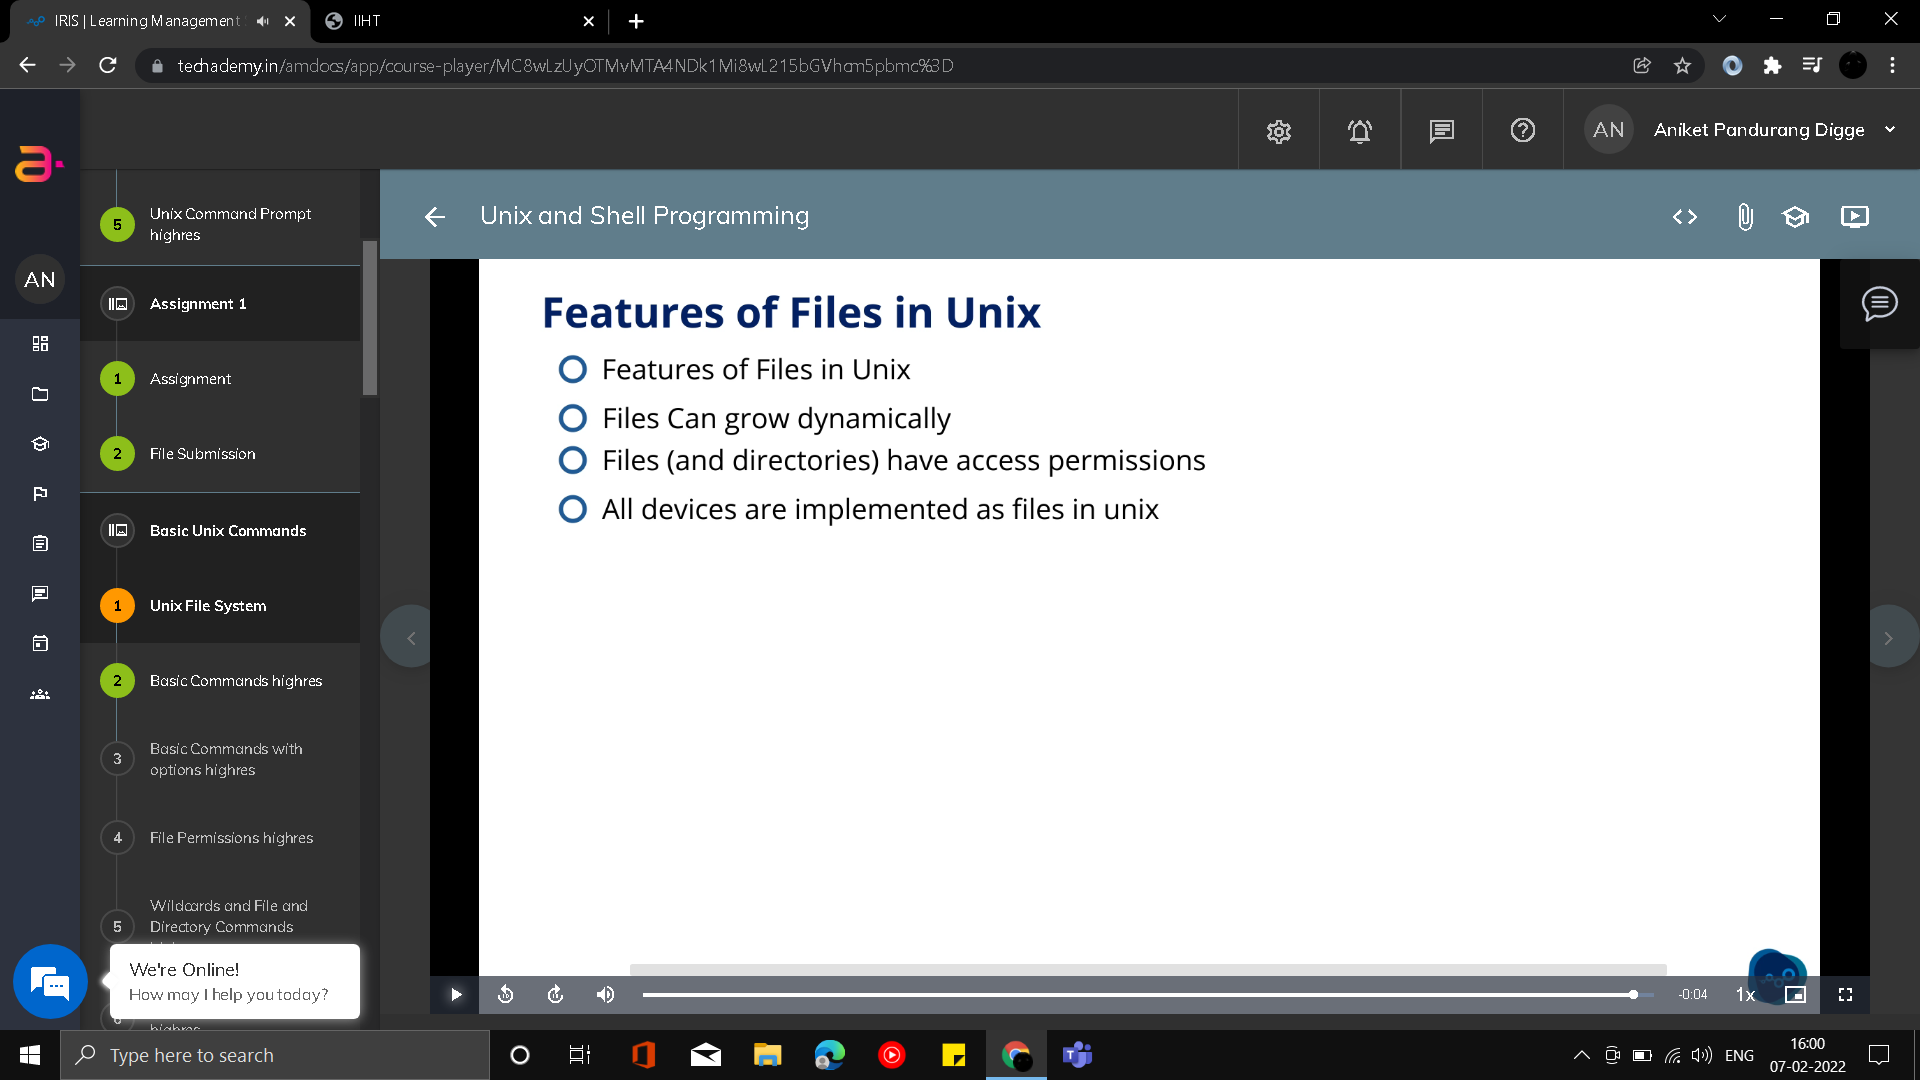 IRIS | Learning Management
IIHT
techademy.in/amdocs/app/course-player/MC8wLzUyOTMvMTA4NDk1Mi8wL215bGVhcm5pbmc%3D
AN
Aniket Pandurang Digge
a
AN
5
Unix Command Prompt
highres
Assignment 1
1
Assignment
2
File Submission
Basic Unix Commands
1
Unix File System
2
Basic Commands highres
3
Basic Commands with
options highres
4
File Permissions highres
5
Wildcards and File and
Directory Commands
We're Online!
How may I help you today?
Unix and Shell Programming
Features of Files in Unix
Features of Files in Unix
Files Can grow dynamically
Files (and directories) have access permissions
All devices are implemented as files in unix
-0:04
1x
Type here to search
ENG
16:00
07-02-2022